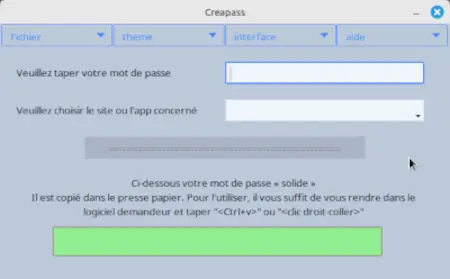 Creapass
Fichier theme interface aide
Veuillez taper votre mot de passe
Veuillez choisir le site ou l'app concerné
Ci-dessous votre mot de passe « solide »
Il est copié dans le presse papier. Pour l'utiliser, il vous suffit de vous rendre dans le
logiciel demandeur et taper "<Ctrl+v>" ou "<clic droit-coller>"